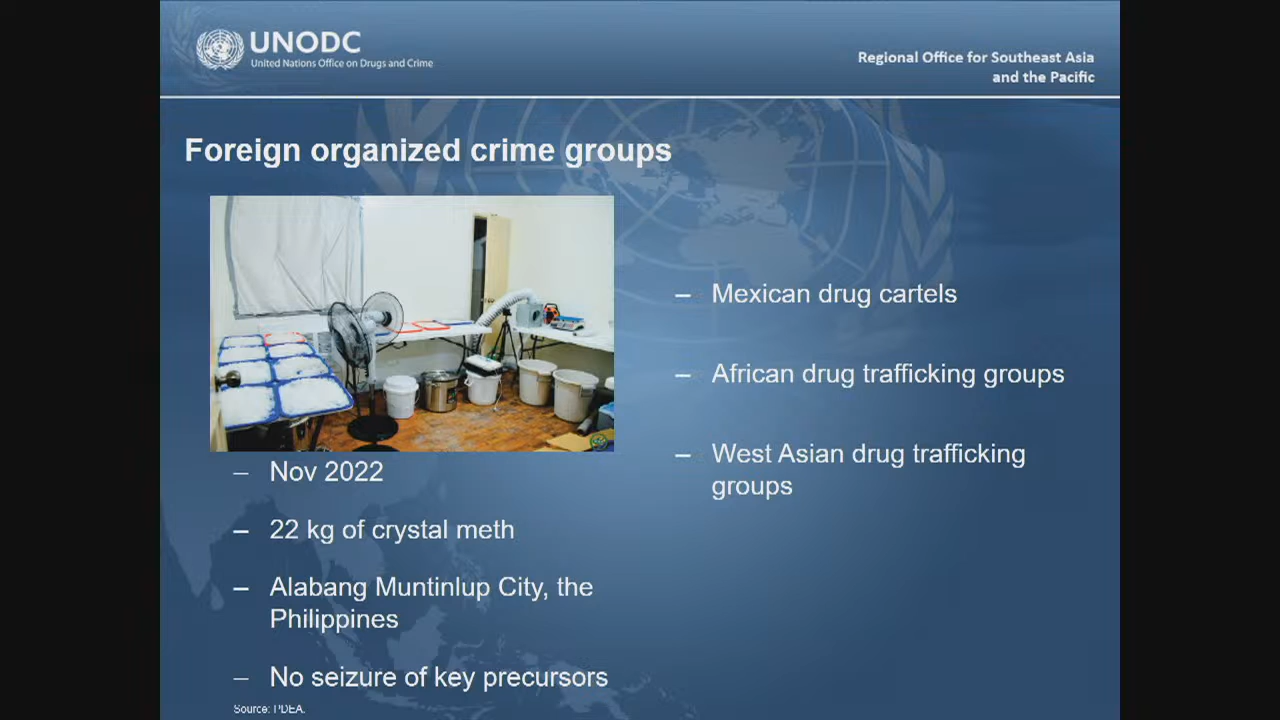 UNODC
United Nations Office on Drugs and Crime
Regional Office for Southeast Asia
and the Pacific
Foreign organized crime groups
– Nov 2022
– 22 kg of crystal meth
– Alabang Muntinlup City, the
Philippines
– No seizure of key precursors
Source: PDEA.
– Mexican drug cartels
– African drug trafficking groups
– West Asian drug trafficking
groups